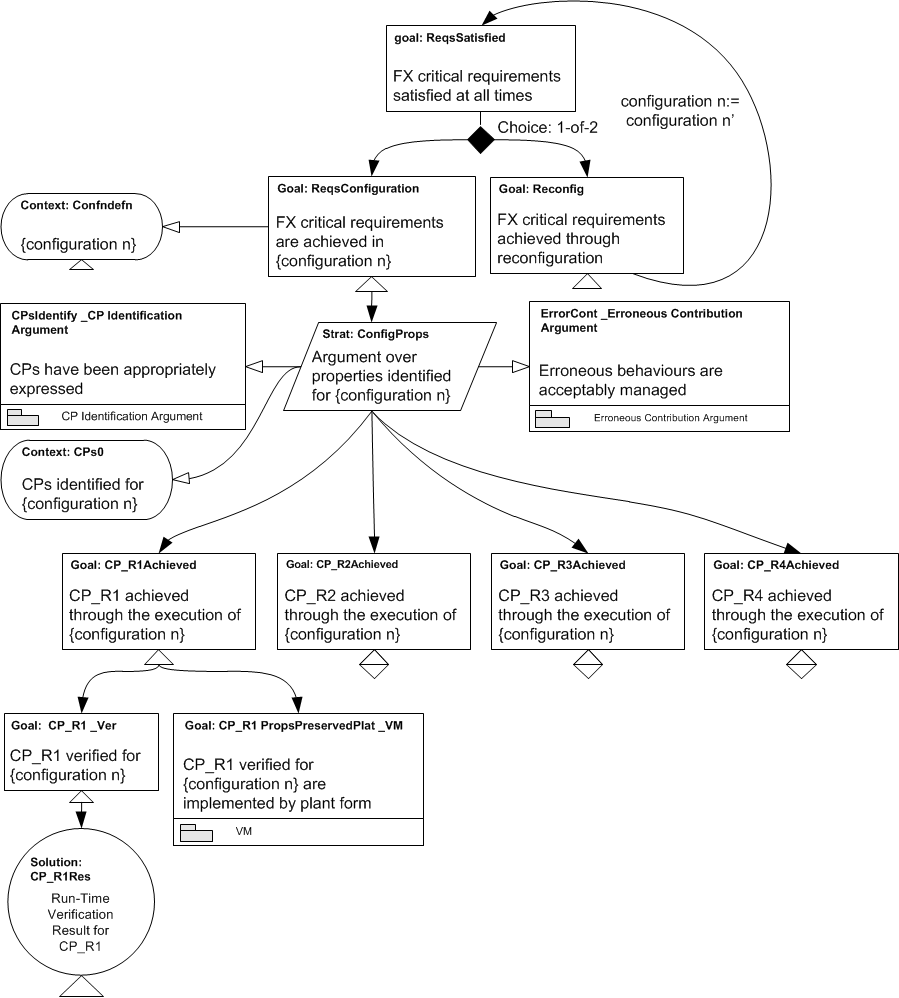 goal: ReqsSatisfied
FX critical requirements
satisfied at all times
configuration n:=
configuration n’
Choice: 1-of-2
Goal: ReqsConfiguration
FX critical requirements
are achieved in
{configuration n}
Goal: Reconfig
FX critical requirements
achieved through
reconfiguration
Context: Confndefn
{configuration n}
CPsIdentify _CP Identification
Argument
CPs have been appropriately
expressed
CP Identification Argument
Strat: ConfigProps
Argument over
properties identified
for {configuration n}
ErrorCont _Erroneous Contribution
Argument
Erroneous behaviours are
acceptably managed
Erroneous Contribution Argument
Context: CPs0
CPs identified for
{configuration n}
Goal: CP_R1Achieved
CP_R1 achieved
through the execution of
{configuration n}
Goal: CP_R2Achieved
CP_R2 achieved
through the execution of
{configuration n}
Goal: CP_R3Achieved
CP_R3 achieved
through the execution of
{configuration n}
Goal: CP_R4Achieved
CP_R4 achieved
through the execution of
{configuration n}
Goal:  CP_R1 _Ver
CP_R1 verified for
{configuration n}
Goal: CP_R1 PropsPreservedPlat _VM
CP_R1 verified for
{configuration n} are
implemented by plant form
VM
Solution:
CP_R1Res
Run-Time
Verification
Result for
CP_R1